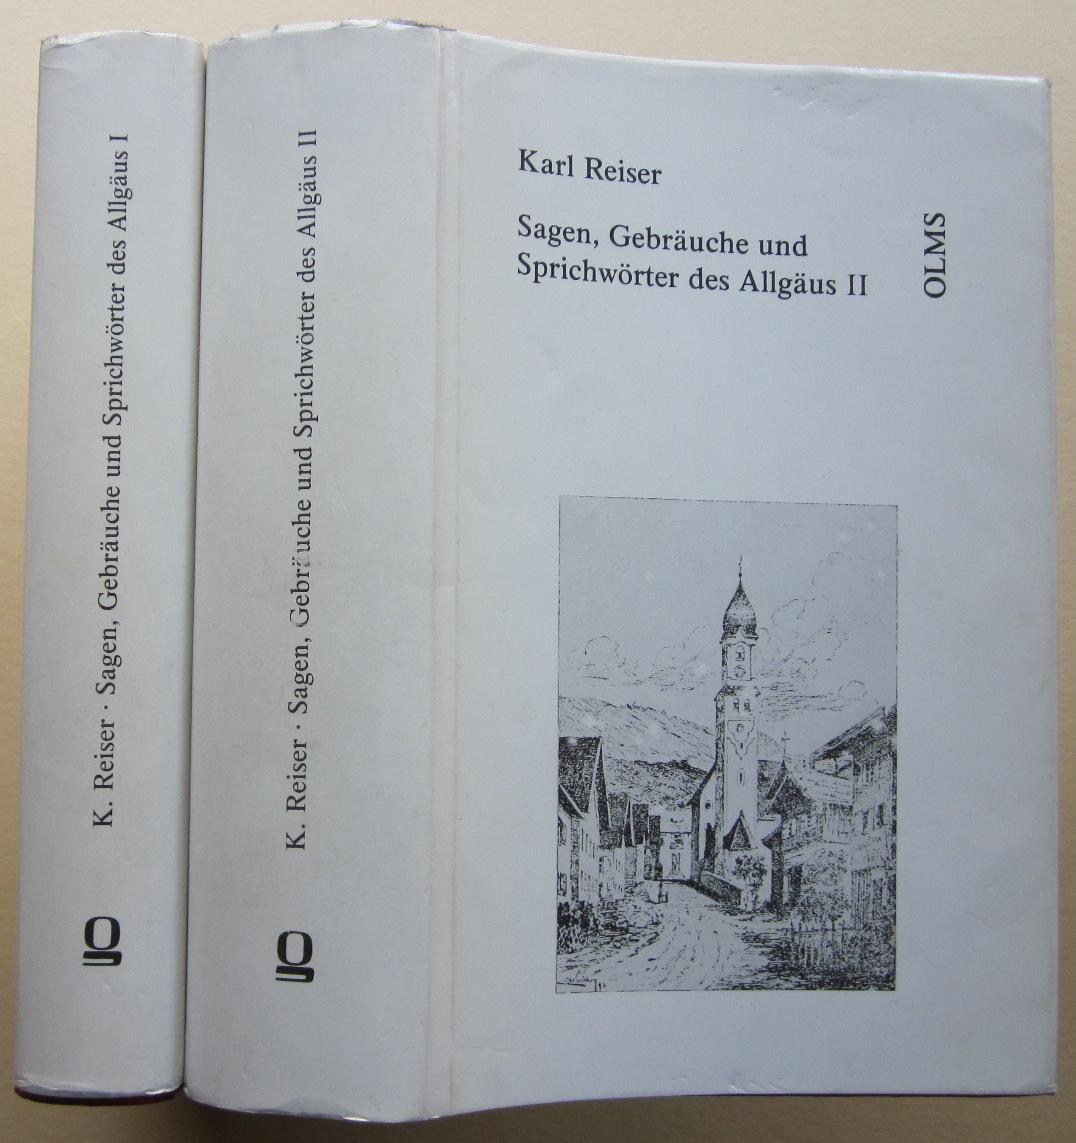 K. Reiser · Sagen, Gebräuche und Sprichwörter des Allgäus I
K. Reiser · Sagen, Gebräuche und Sprichwörter des Allgäus II
Karl Reiser
Sagen, Gebräuche und
Sprichwörter des Allgäus II
OLMS